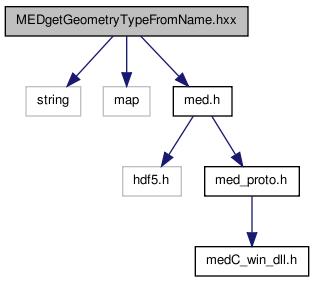 MEDgetGeometryTypeFromName.hxx
string
map
med.h
hdf5.h
med_proto.h
medC_win_dll.h